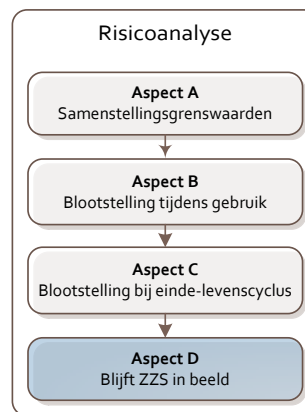 Risicoanalyse
Aspect A
Samenstellingsgrenswaarden
Aspect B
Blootstelling tijdens gebruik
Aspect C
Blootstelling bij einde-levenscyclus
Aspect D
Blijft ZZS in beeld